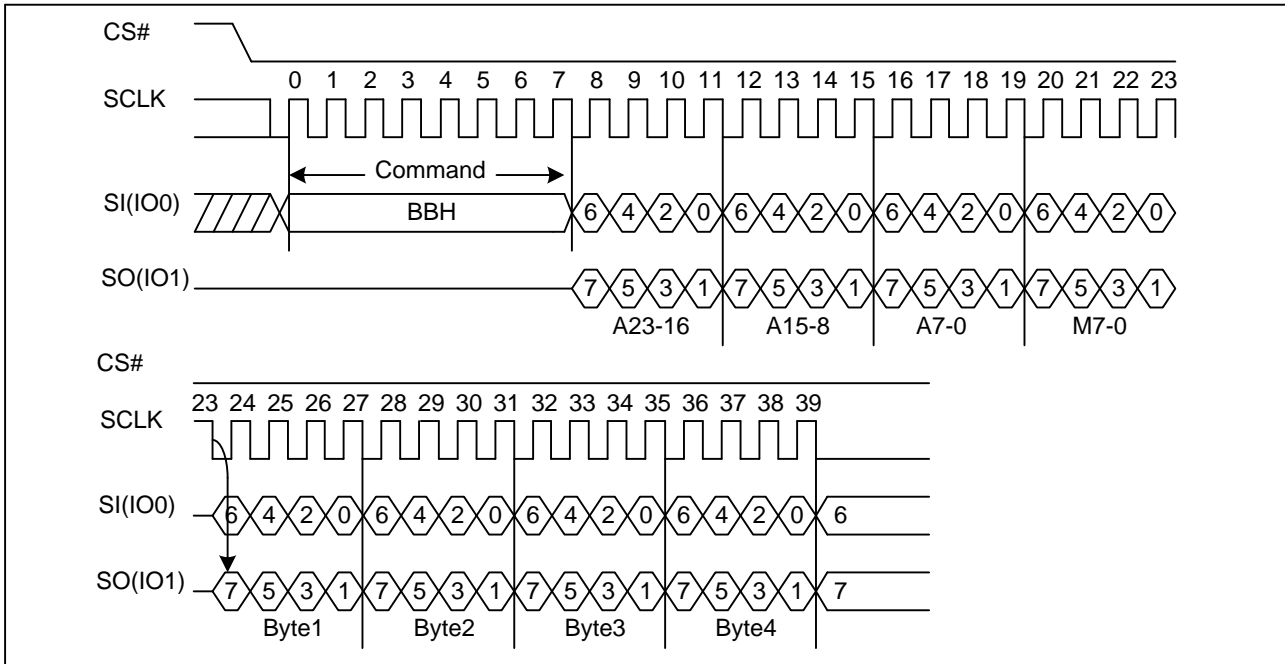 CS#
0 1 2 3 4 5 6 7 8 9 10 11 12 13 14 15 16 17 18 19 20 21 22 23
SCLK
Command
SI(IO0) BBH 6 4 2 0 6 4 2 0 6 4 2 0 6 4 2 0
SO(IO1) 7 5 3 1 7 5 3 1 7 5 3 1 7 5 3 1
A23-16 A15-8 A7-0 M7-0
CS#
23 24 25 26 27 28 29 30 31 32 33 34 35 36 37 38 39
SCLK
SI(IO0) 6 4 2 0 6 4 2 0 6 4 2 0 6 4 2 0 6
SO(IO1) 7 5 3 1 7 5 3 1 7 5 3 1 7 5 3 1 7
Byte1 Byte2 Byte3 Byte4